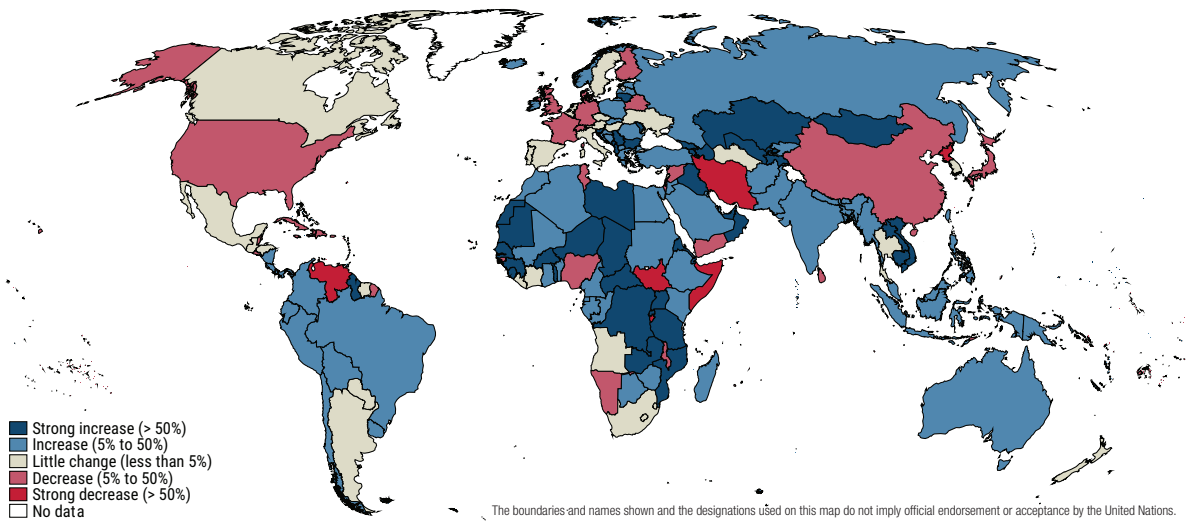 Strong increase (> 50%)
Increase (5% to 50%)
Little change (less than 5%)
Decrease (5% to 50%)
Strong decrease (> 50%)
No data
The boundaries and names shown and the designations used on this map do not imply official endorsement or acceptance by the United Nations.